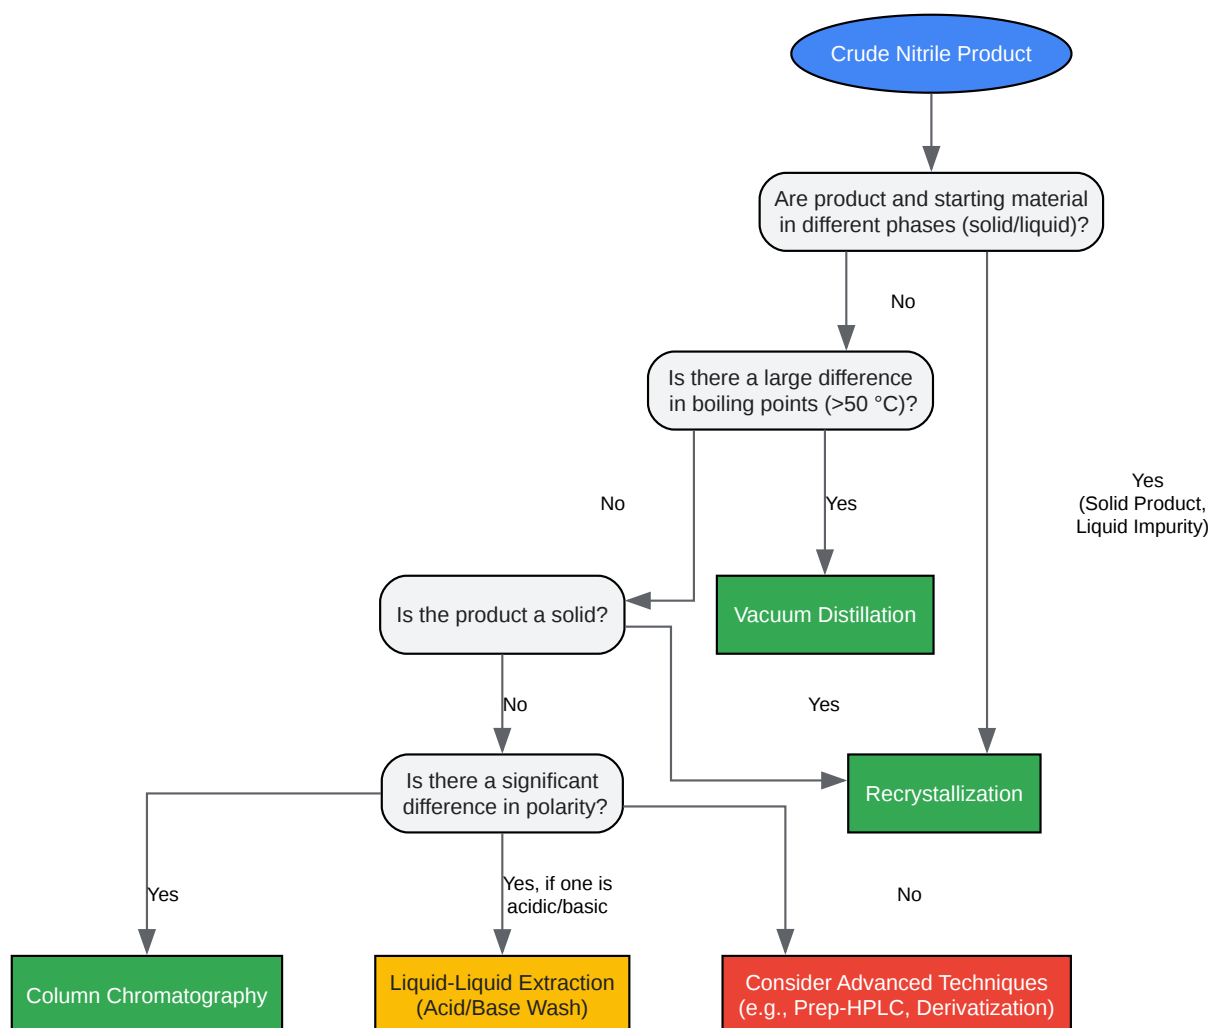 Crude Nitrile Product
Are product and starting material
in different phases (solid/liquid)?
No
Is there a large difference
in boiling points (>50 °C)?
Yes
(Solid Product,
Liquid Impurity)
No
Yes
Is the product a solid?
Vacuum Distillation
No
Yes
Is there a significant
difference in polarity?
Recrystallization
Yes
Yes, if one is
acidic/basic
No
Column Chromatography
Liquid-Liquid Extraction
(Acid/Base Wash)
Consider Advanced Techniques
(e.g., Prep-HPLC, Derivatization)